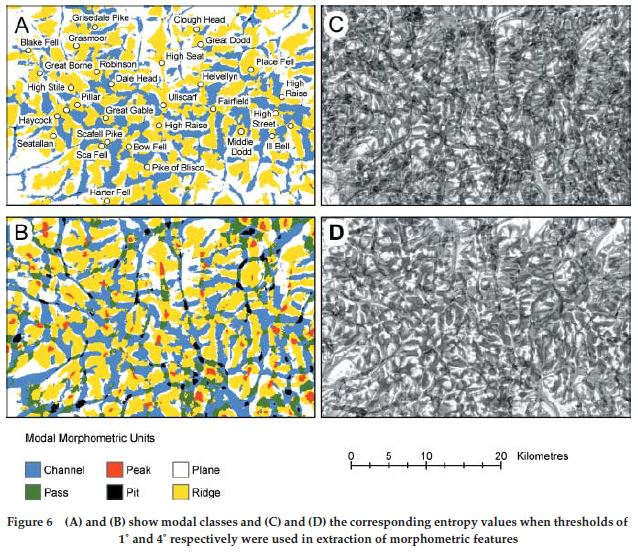 A
Grisedale Pike
Clough Head
Grasmoor
Great Dodd
Blake Fell
High Seat
Great Borne
Robinson
Place Fell
Dale Head
Helvellyn
High Raise
High Stile
Pillar
Ullscarf
Fairfield
High Street
Great Gable
Haycock
High Raise
Seatallan
Scafell Pike
Sca Fell
Bow Fell
Middle Dodd
Ill Bell
Pike of Blisco
Harter Fell
C
B
D
Modal Morphometric Units
Channel
Peak
Plane
Pass
Pit
Ridge
Kilometres
0 5 10 20
Figure 6 (A) and (B) show modal classes and (C) and (D) the corresponding entropy values when thresholds of
1° and 4° respectively were used in extraction of morphometric features